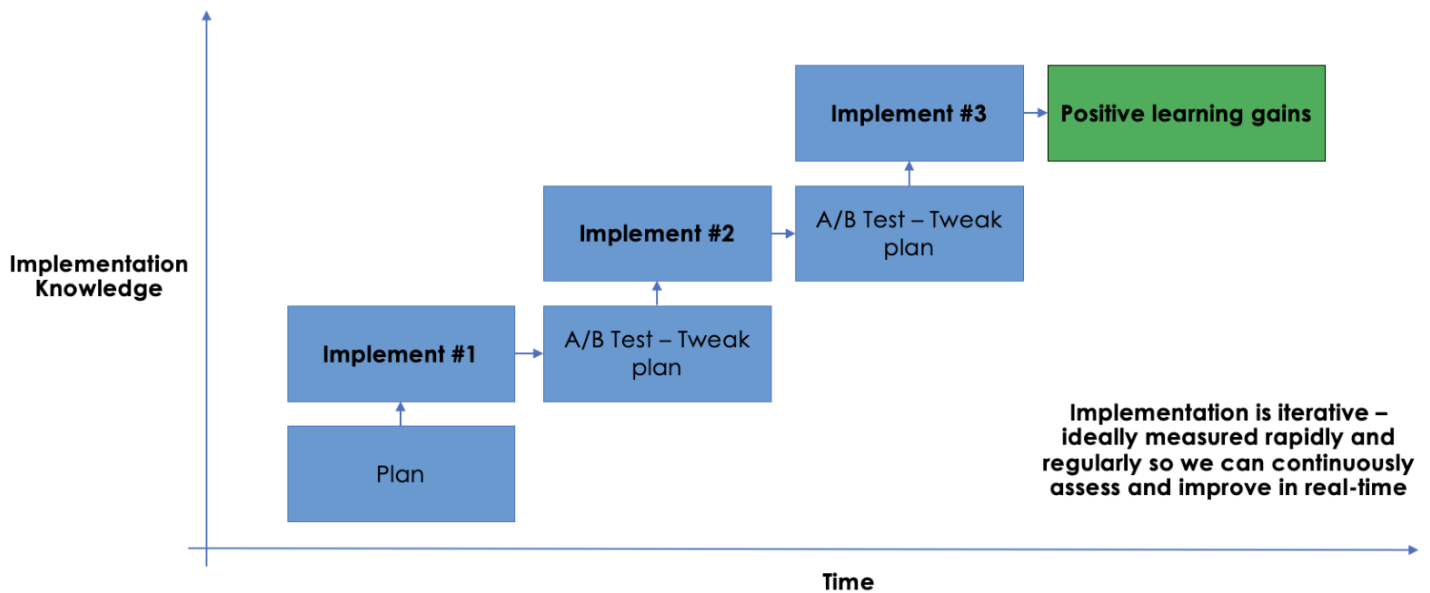 Implement #3
Positive learning gains
Implement #2
A/B Test – Tweak
plan
Implementation
Knowledge
Implement #1
A/B Test – Tweak
plan
Plan
Implementation is iterative –
ideally measured rapidly and
regularly so we can continuously
assess and improve in real-time
Time